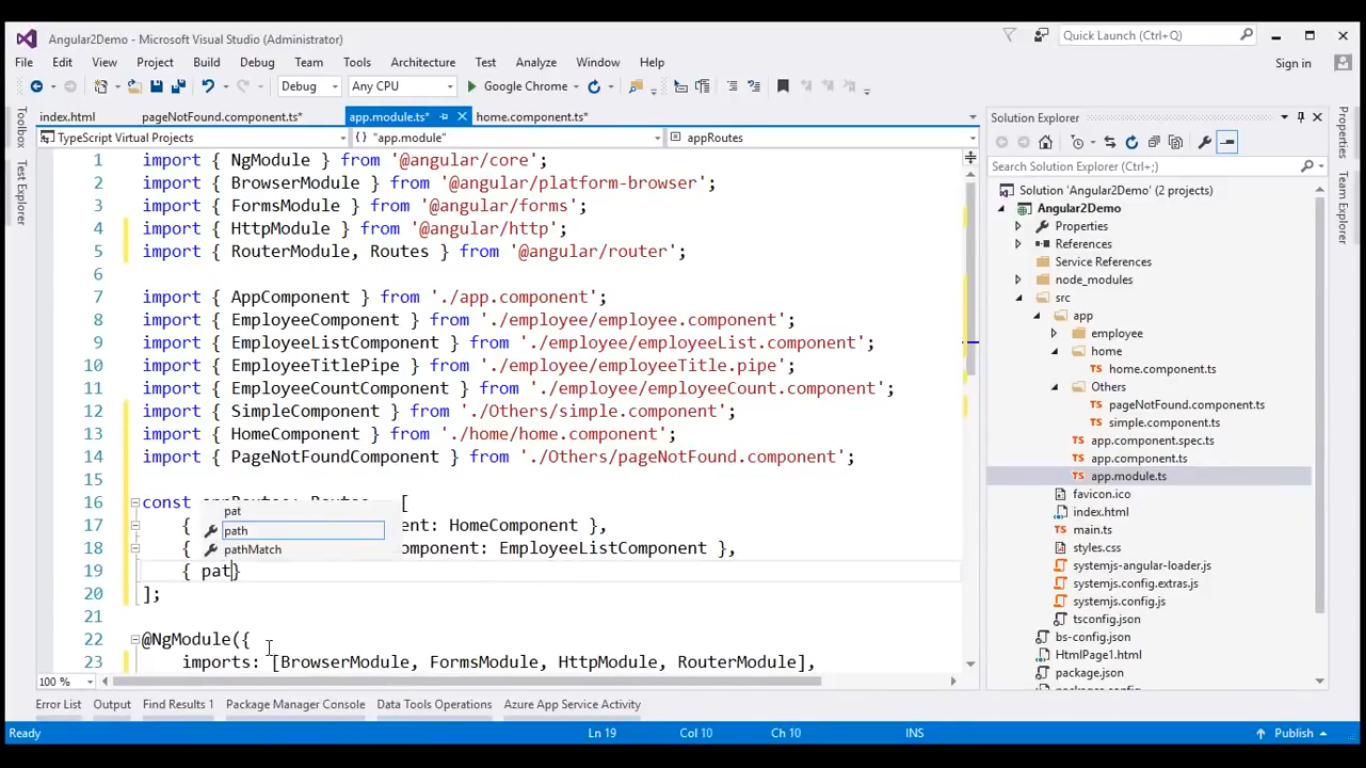 Angular2Demo - Microsoft Visual Studio (Administrator)
Quick Launch (Ctrl+Q)
File Edit View Project Build Debug Team Tools Architecture Test Analyze Window Help
Sign in
Debug Any CPU Google Chrome
index.html pageNotFound.component.ts* app.module.ts* home.component.ts*
TypeScript Virtual Projects "app.module" appRoutes
Toolbox
Test Explorer
1 import { NgModule } from '@angular/core';
2 import { BrowserModule } from '@angular/platform-browser';
3 import { FormsModule } from '@angular/forms';
4 import { HttpModule } from '@angular/http';
5 import { RouterModule, Routes } from '@angular/router';
6
7 import { AppComponent } from './app.component';
8 import { EmployeeComponent } from './employee/employee.component';
9 import { EmployeeListComponent } from './employee/employeeList.component';
10 import { EmployeeTitlePipe } from './employee/employeeTitle.pipe';
11 import { EmployeeCountComponent } from './employee/employeeCount.component';
12 import { SimpleComponent } from './Others/simple.component';
13 import { HomeComponent } from './home/home.component';
14 import { PageNotFoundComponent } from './Others/pageNotFound.component';
15
16 const [
17 { ent: HomeComponent },
18 { omponent: EmployeeListComponent },
19 { pat}
20 ];
21
22 @NgModule({
23 imports: [BrowserModule, FormsModule, HttpModule, RouterModule],
pat
path
pathMatch
100 %
Solution Explorer
Search Solution Explorer (Ctrl+;)
Solution 'Angular2Demo' (2 projects)
Angular2Demo
Properties
References
Service References
node_modules
src
app
employee
home
home.component.ts
Others
pageNotFound.component.ts
simple.component.ts
app.component.spec.ts
app.component.ts
app.module.ts
favicon.ico
index.html
main.ts
styles.css
systemjs-angular-loader.js
systemjs.config.extras.js
systemjs.config.js
tsconfig.json
bs-config.json
HtmlPage1.html
package.json
Properties
Team Explorer
Error List Output Find Results 1 Package Manager Console Data Tools Operations Azure App Service Activity
Ready Ln 19 Col 10 Ch 10 INS Publish